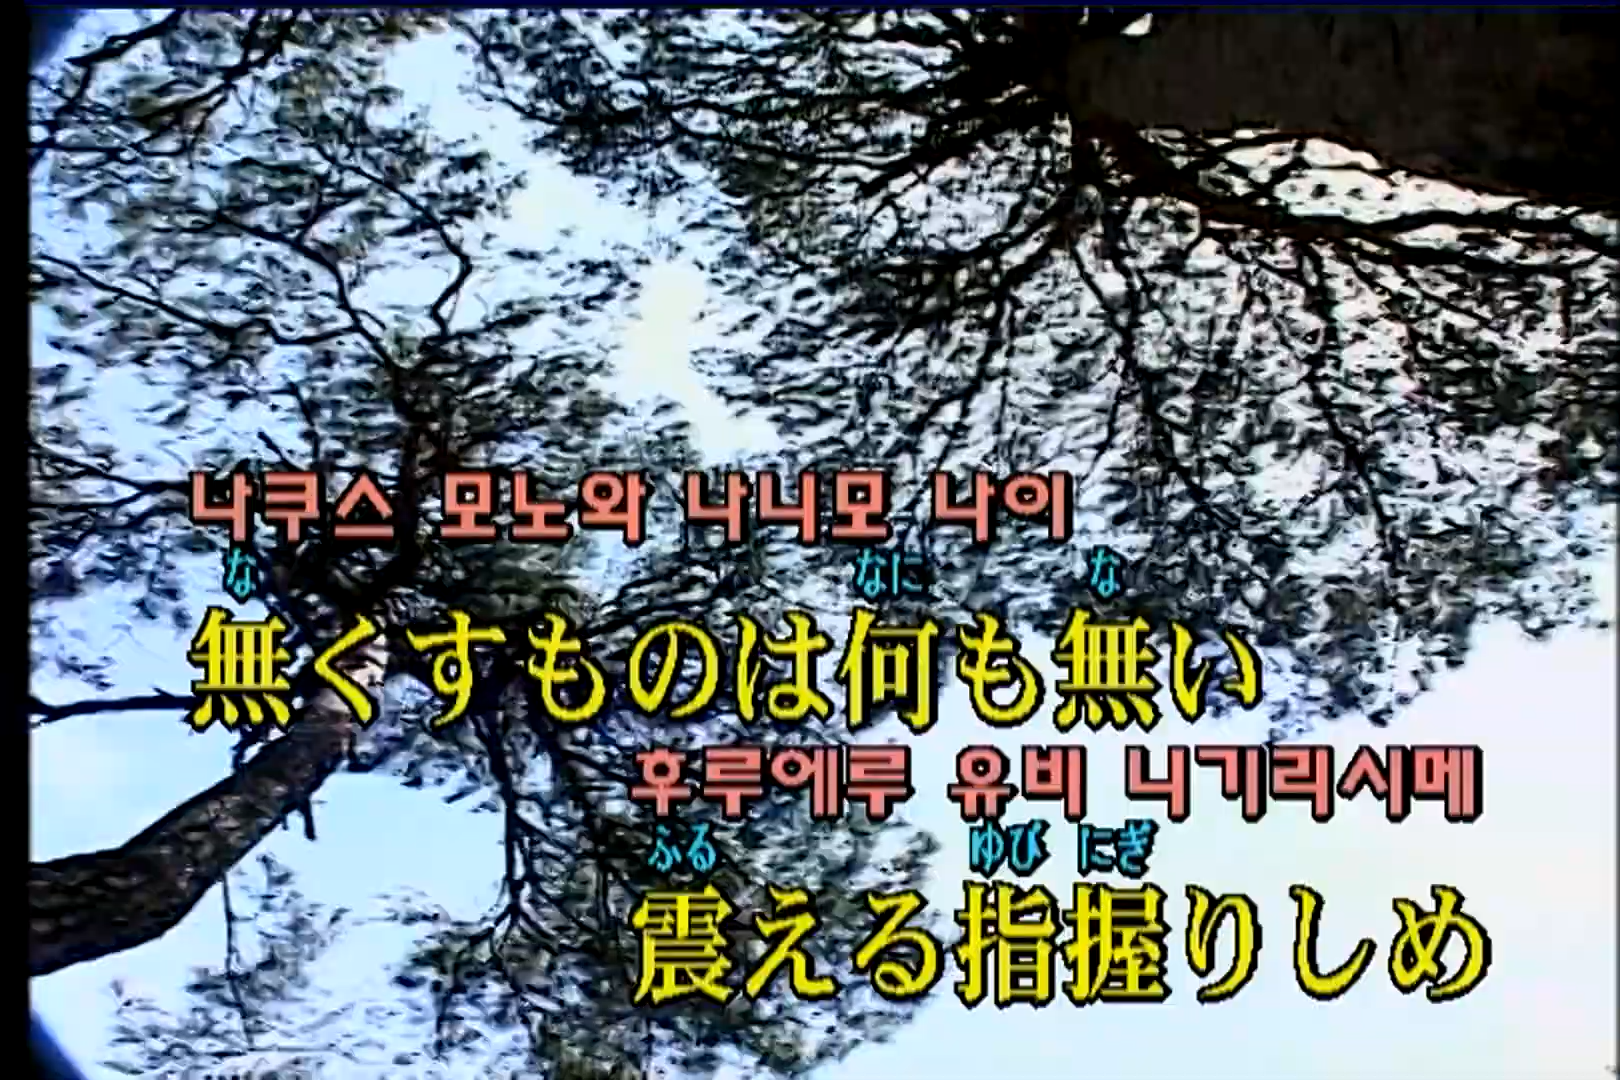 나쿠스 모노와 나니모 나이
な なに な
無くすものは何も無い
후루에루 유비 니기리시메
ふる ゆび にぎ
震える指握りしめ